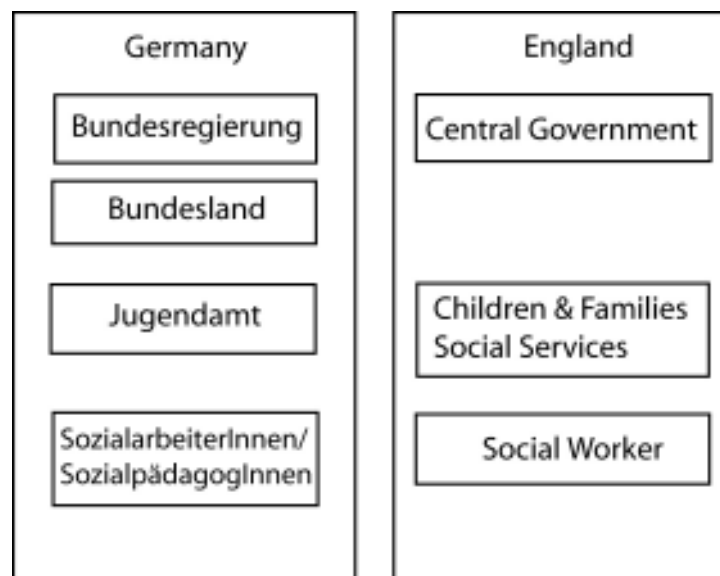 Germany
Bundesregierung
Bundesland
Jugendamt
SozialarbeiterInnen/
SozialpädagogInnen
England
Central Government
Children & Families
Social Services
Social Worker